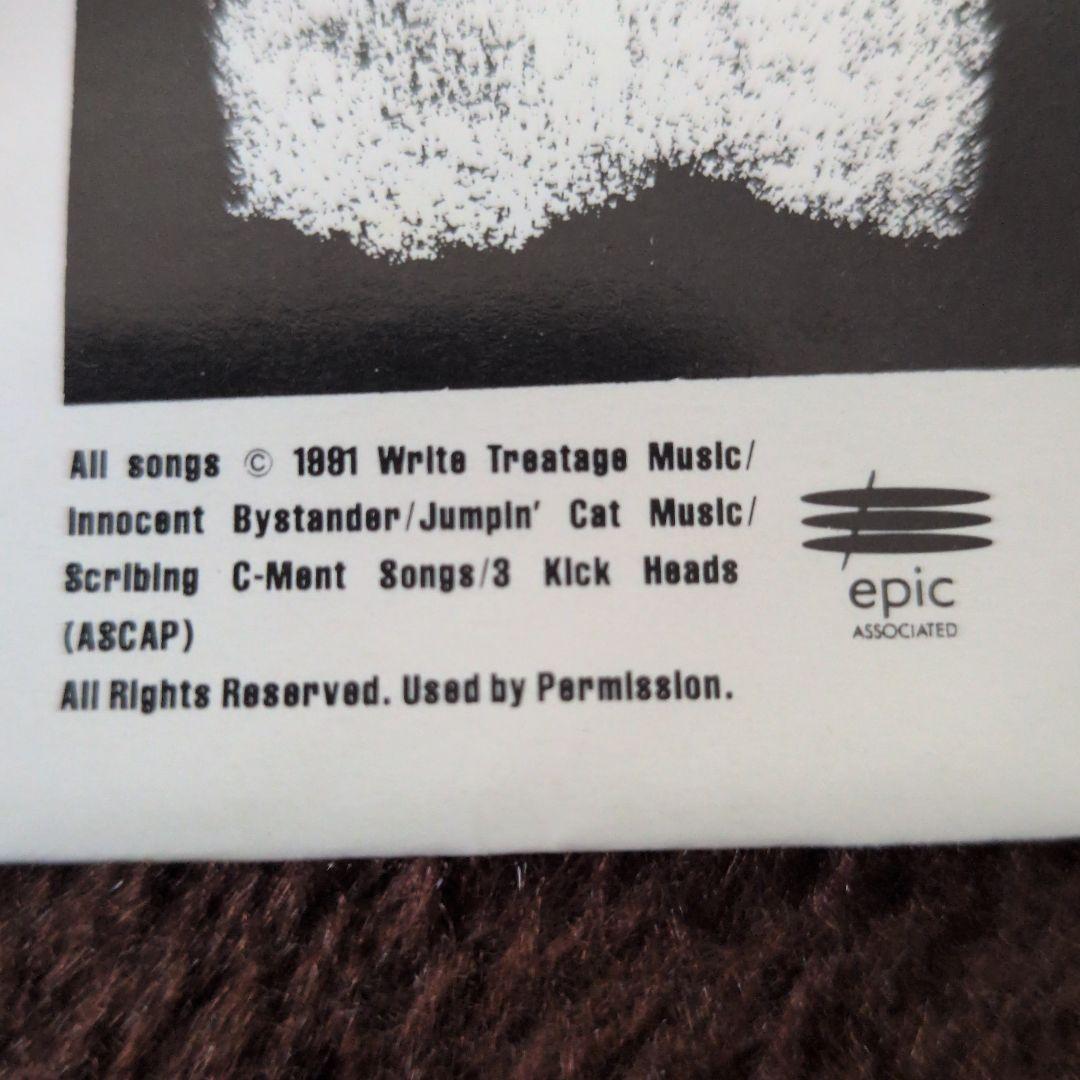 All songs © 1991 Write Treatage Music/
Innocent Bystander/Jumpin' Cat Music/
Scribing C-Ment Songs/3 Kick Heads
(ASCAP)
All Rights Reserved. Used by Permission.
epic
ASSOCIATED